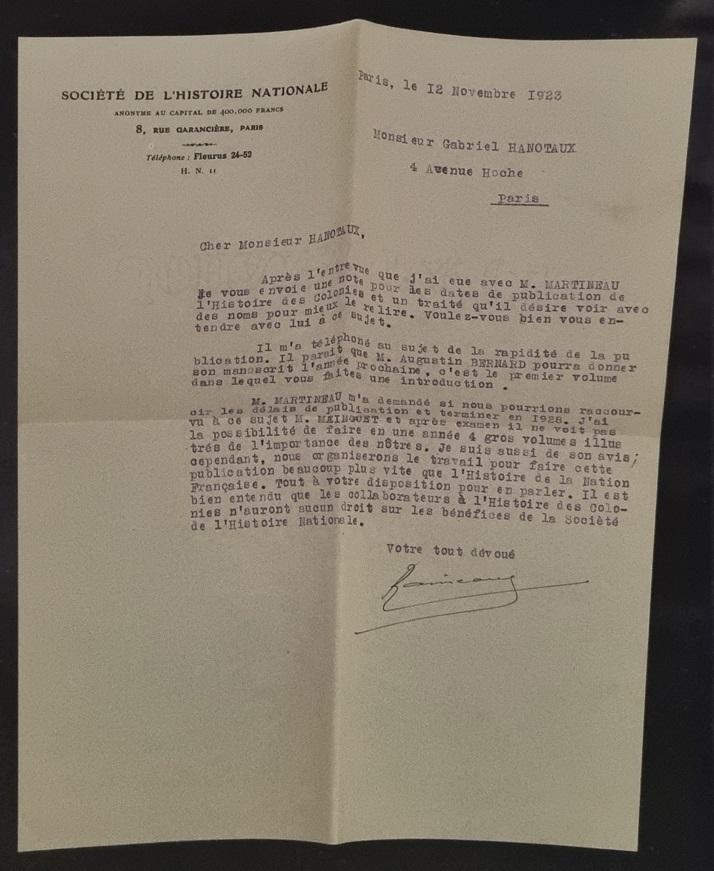 SOCIÉTÉ DE L'HISTOIRE NATIONALE
ANONYME AU CAPITAL DE 400.000 FRANCS
8, RUE GARANCIÈRE, PARIS
Téléphone : Fleurus 24-52
H. N. 11
Paris, le 12 Novembre 1923
Monsieur Gabriel HANOTAUX
4 Avenue Hoche
Paris
Cher Monsieur HANOTAUX,
Après l'entrevue que j'ai eue avec M. MARTINEAU
je vous envoie une note pour les dates de publication de
l'Histoire des Colonies et un traité qu'il désire voir avec
des noms pour mieux le relire. Voulez-vous bien vous en-
tendre avec lui à ce sujet.
Il m'a téléphoné au sujet de la rapidité de la pu
blication. Il paraît que M. Augustin BERNARD pourra donner
son manuscrit l'année prochaine, c'est le premier volume
dans lequel vous faites une introduction .
M. MARTINEAU m'a demandé si nous pourrions raccour-
cir les délais de publication et terminer en 1928. J'ai
vu à ce sujet M. MAINGUET et après examen il ne voit pas
la possibilité de faire en une année 4 gros volumes illus
trés de l'importance des nôtres. Je suis aussi de son avis;
cependant, nous organiserons le travail pour faire cette
publication beaucoup plus vite que l'Histoire de la Nation
Française. Tout à votre disposition pour en parler. Il est
bien entendu que les collaborateurs à l'Histoire des Colo-
nies n'auront aucun droit sur les bénéfices de la Société
de l'Histoire Nationale.
Votre tout dévoué